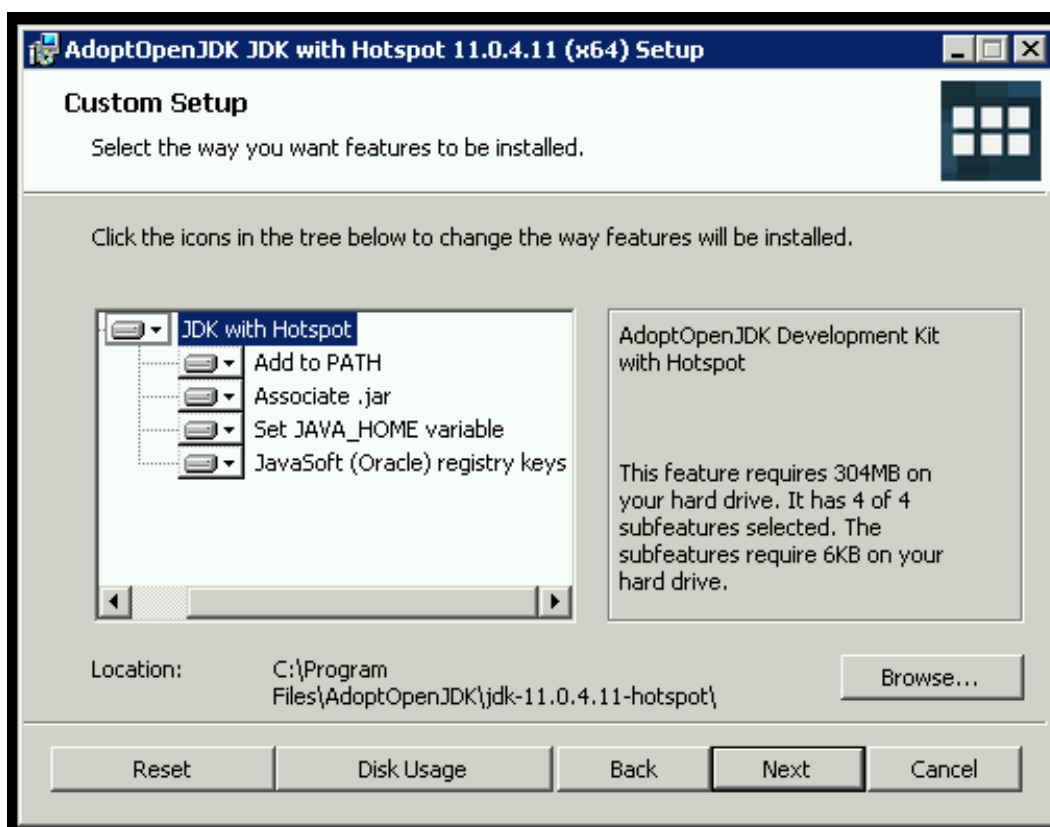 AdoptOpenJDK JDK with Hotspot 11.0.4.11 (x64) Setup
Custom Setup
Select the way you want features to be installed.
Click the icons in the tree below to change the way features will be installed.
JDK with Hotspot
Add to PATH
Associate .jar
Set JAVA_HOME variable
JavaSoft (Oracle) registry keys
AdoptOpenJDK Development Kit
with Hotspot
This feature requires 304MB on
your hard drive. It has 4 of 4
subfeatures selected. The
subfeatures require 6KB on your
hard drive.
Location:
C:\Program
Files\AdoptOpenJDK\jdk-11.0.4.11-hotspot\
Browse...
Reset
Disk Usage
Back
Next
Cancel